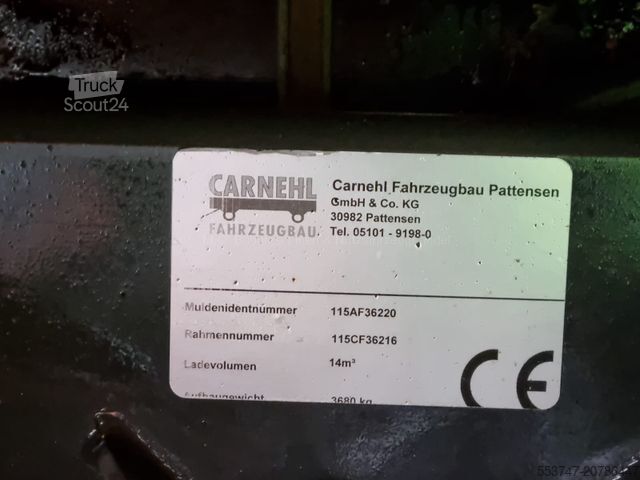 Truck
Scout24
CARNEHL
FAHRZEUGBAU
Carnehl Fahrzeugbau Pattensen
GmbH & Co. KG
30982 Pattensen
Tel. 05101 - 9198-0
Muldenidentnummer 115AF36220
Rahmennummer 115CF36216
Ladevolumen 14m³
Aufbaugewicht 3680 kg
CE